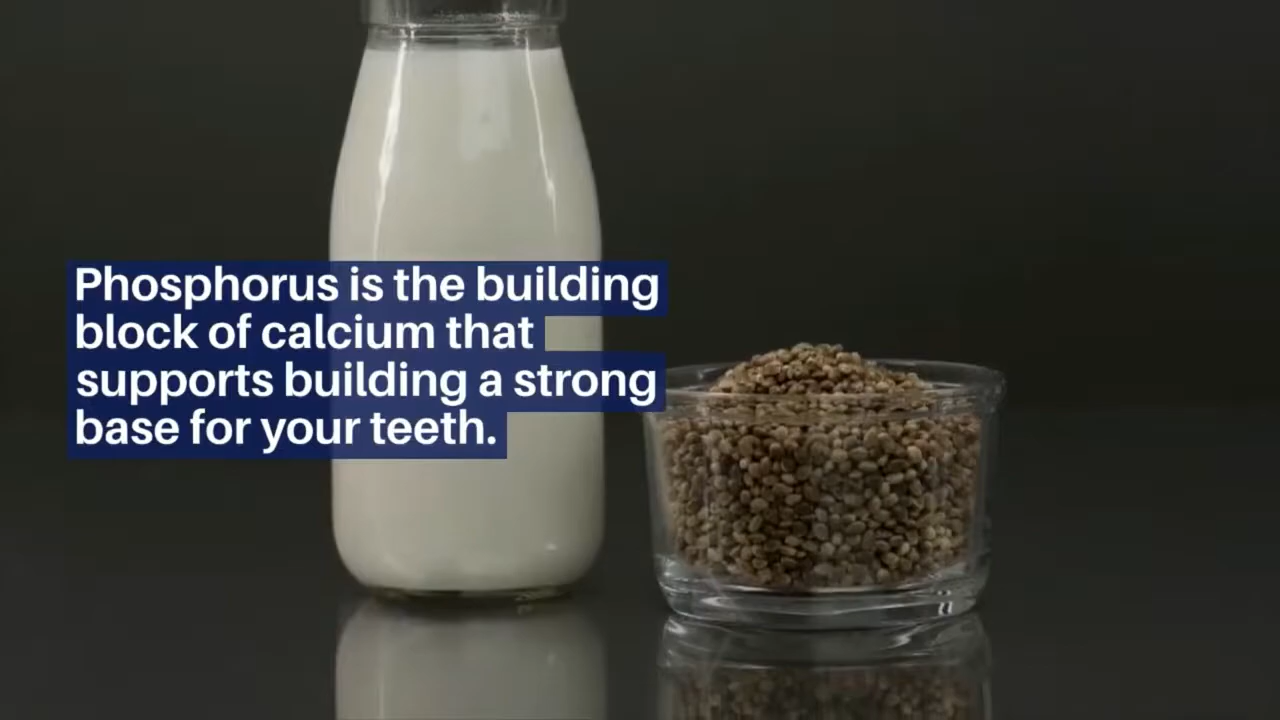 Phosphorus is the building
block of calcium that
supports building a strong
base for your teeth.